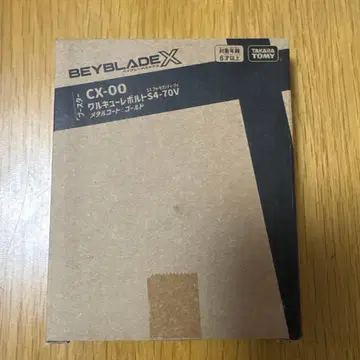 BEYBLADE X
対象年齢
6才以上
TAKARA
TOMY
ブースター
CX-00
ワルキューレボルトS4-70V
メタルコート:ゴールド